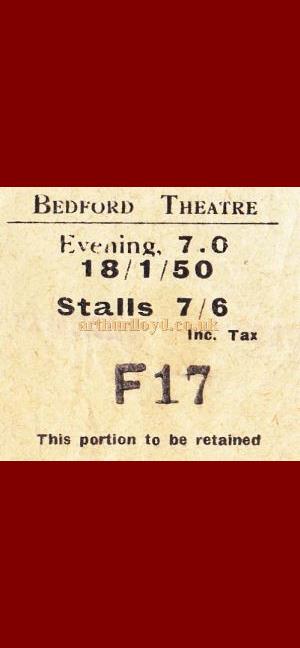 BEDFORD THEATRE
Evening, 7.0
18/1/50
Stalls 7/6
arthurlloyd.co.uk
Inc. Tax
F17
This portion to be retained